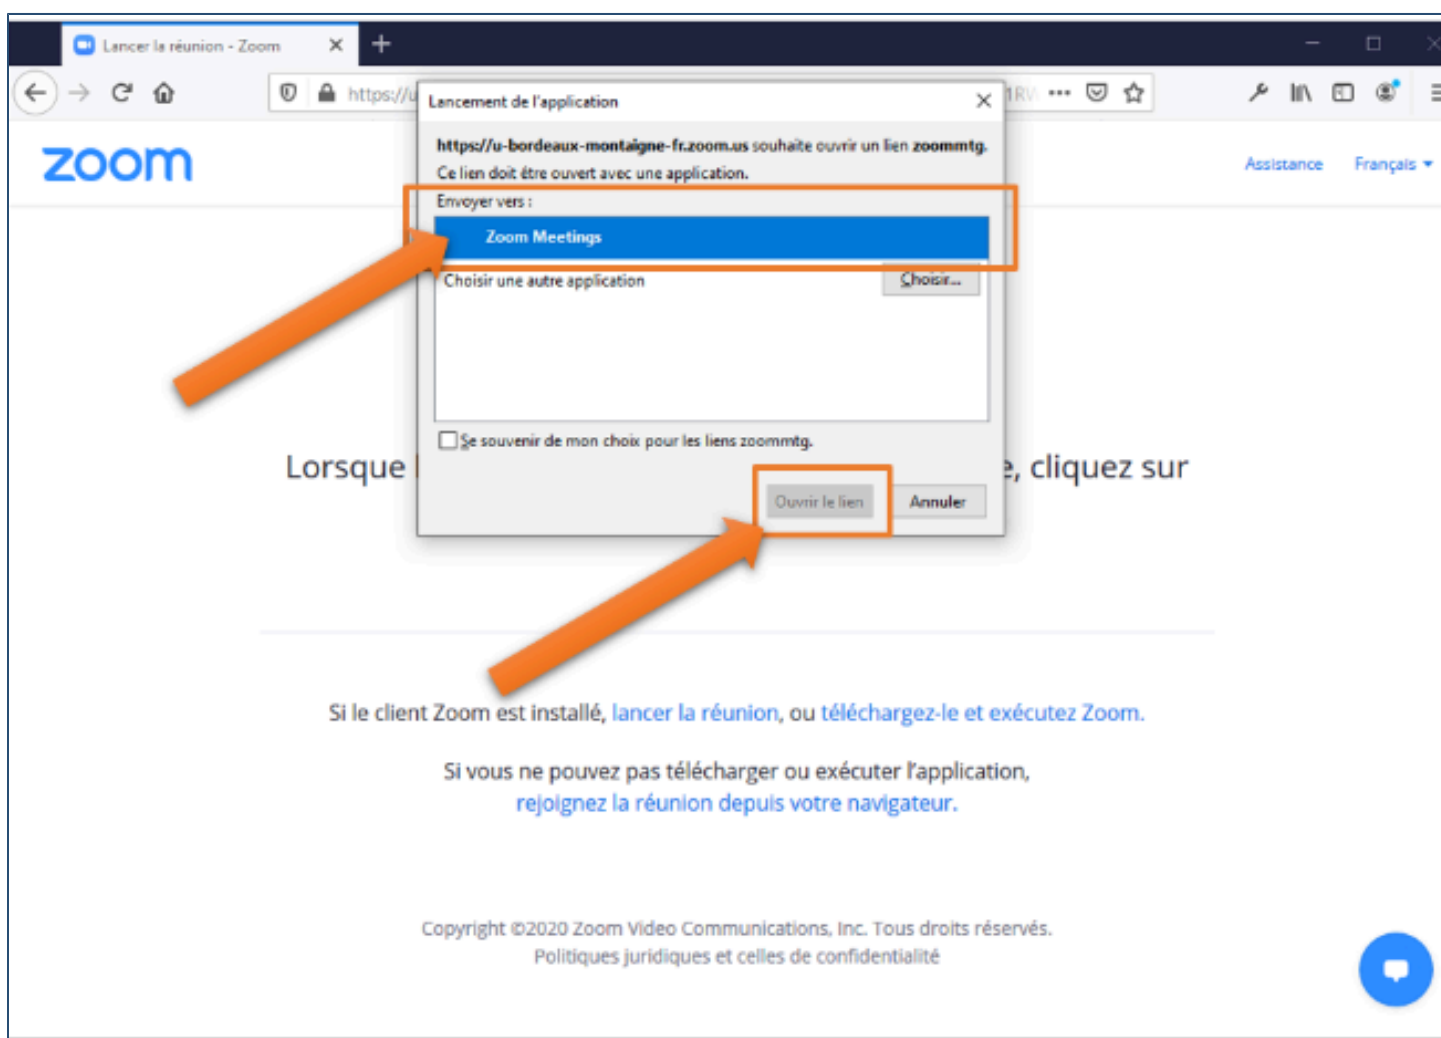 Lancer la réunion - Zoom
https://u
1RV
zoom
Assistance Français
Lancement de l'application
https://u-bordeaux-montaigne-fr.zoom.us souhaite ouvrir un lien zoommtg.
Ce lien doit être ouvert avec une application.
Envoyer vers :
Zoom Meetings
Choisir une autre application Choisir...
Se souvenir de mon choix pour les liens zoommtg.
Ouvrir le lien Annuler
Lorsque , cliquez sur
Si le client Zoom est installé, lancer la réunion, ou téléchargez-le et exécutez Zoom.
Si vous ne pouvez pas télécharger ou exécuter l'application,
rejoignez la réunion depuis votre navigateur.
Copyright ©2020 Zoom Video Communications, Inc. Tous droits réservés.
Politiques juridiques et celles de confidentialité